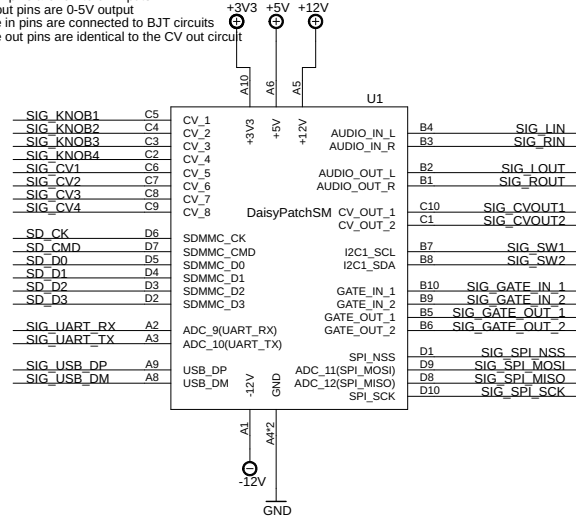 put pins are 0-5V output
e in pins are connected to BJT circuits
e out pins are identical to the CV out circuit
+3V3 +5V +12V
A10 A6 A5
U1
+3V3 +5V +12V
SIG_KNOB1 C5 CV_1
SIG_KNOB2 C4 CV_2
SIG_KNOB3 C3 CV_3
SIG_KNOB4 C2 CV_4
SIG_CV1 C6 CV_5
SIG_CV2 C7 CV_6
SIG_CV3 C8 CV_7
SIG_CV4 C9 CV_8
SD_CK D6 SDMMC_CK
SD_CMD D7 SDMMC_CMD
SD_D0 D5 SDMMC_D0
SD_D1 D4 SDMMC_D1
SD_D2 D3 SDMMC_D2
SD_D3 D2 SDMMC_D3
SIG_UART_RX A2 ADC_9(UART_RX)
SIG_UART_TX A3 ADC_10(UART_TX)
SIG_USB_DP A9 USB_DP
SIG_USB_DM A8 USB_DM
DaisyPatchSM
AUDIO_IN_L B4 SIG_LIN
AUDIO_IN_R B3 SIG_RIN
AUDIO_OUT_L B2 SIG_LOUT
AUDIO_OUT_R B1 SIG_ROUT
CV_OUT_1 C10 SIG_CVOUT1
CV_OUT_2 C1 SIG_CVOUT2
I2C1_SCL B7 SIG_SW1
I2C1_SDA B8 SIG_SW2
GATE_IN_1 B10 SIG_GATE_IN_1
GATE_IN_2 B9 SIG_GATE_IN_2
GATE_OUT_1 B5 SIG_GATE_OUT_1
GATE_OUT_2 B6 SIG_GATE_OUT_2
SPI_NSS D1 SIG_SPI_NSS
ADC_11(SPI_MOSI) D9 SIG_SPI_MOSI
ADC_12(SPI_MISO) D8 SIG_SPI_MISO
SPI_SCK D10 SIG_SPI_SCK
-12V GND
A1 A4*2
-12V
GND